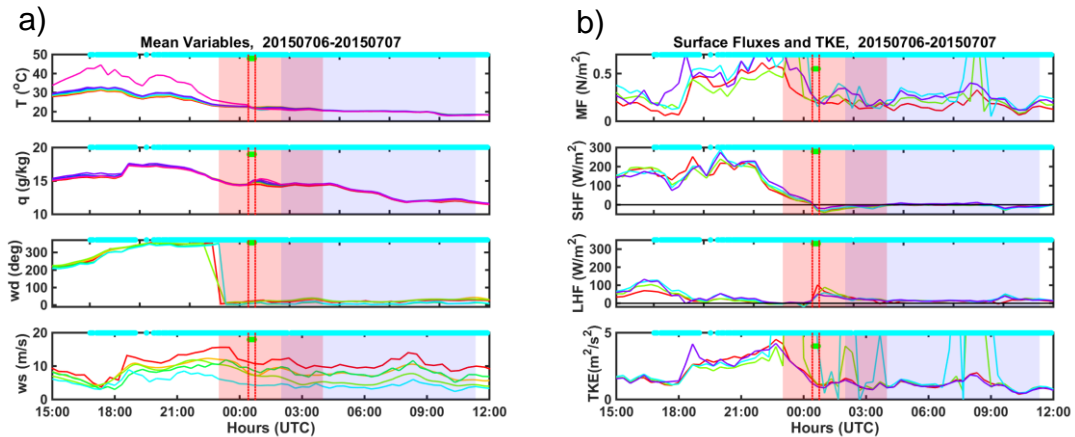 a)
Mean Variables, 20150706-20150707
T (°C)
50
40
30
20
q (g/kg)
20
15
10
wd (deg)
300
200
100
0
ws (m/s)
20
10
0
15:00 18:00 21:00 00:00 03:00 06:00 09:00 12:00
Hours (UTC)
b)
Surface Fluxes and TKE, 20150706-20150707
MF (N/m²)
0.5
0
SHF (W/m²)
300
200
100
0
LHF (W/m²)
300
200
100
0
TKE(m²/s²)
5
0
15:00 18:00 21:00 00:00 03:00 06:00 09:00 12:00
Hours (UTC)